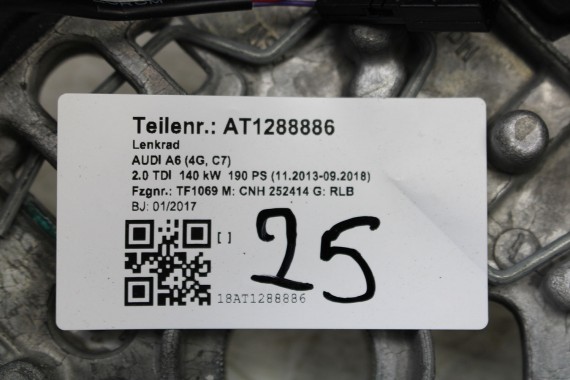 Teilenr.: AT1288886
Lenkrad
AUDI A6 (4G, C7)
2.0 TDI 140 kW 190 PS (11.2013-09.2018)
Fzgnr.: TF1069 M: CNH 252414 G: RLB
BJ: 01/2017
[ ]
25
18AT1288886